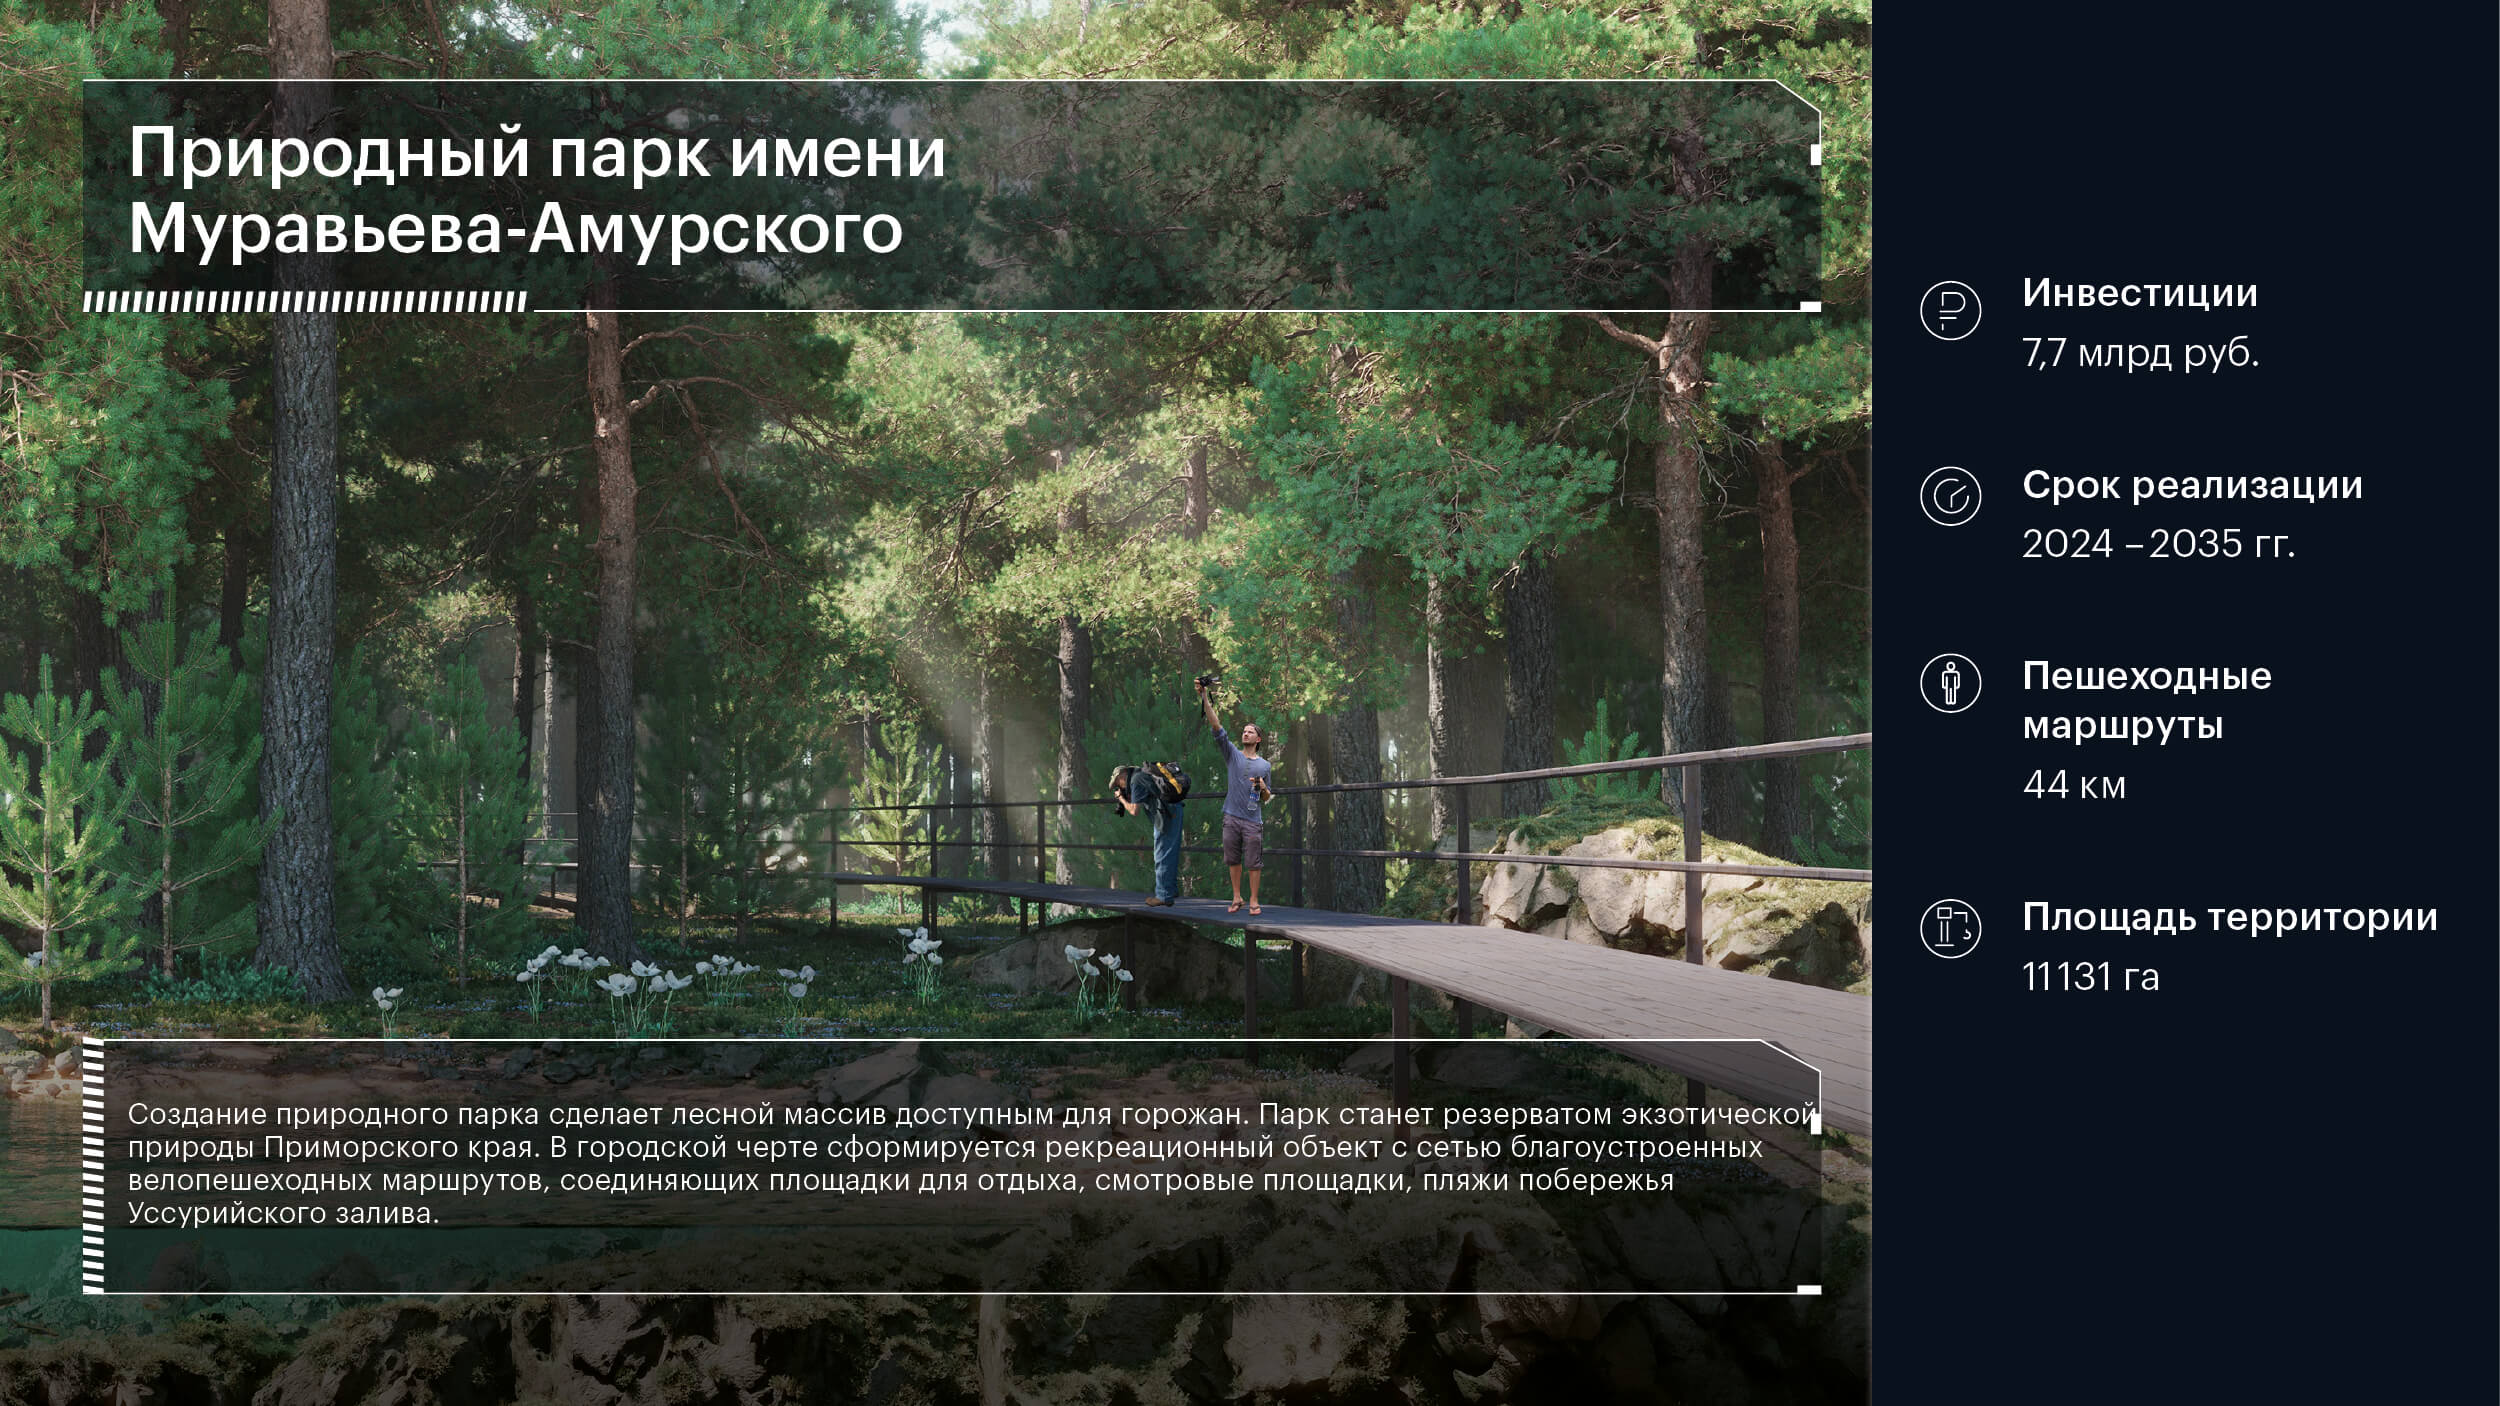 Природный парк имени
Муравьева-Амурского
Инвестиции
7,7 млрд руб.
Срок реализации
2024 – 2035 гг.
Пешеходные
маршруты
44 км
Площадь территории
11 131 га
Создание природного парка сделает лесной массив доступным для горожан. Парк станет резерватом экзотической
природы Приморского края. В городской черте сформируется рекреационный объект с сетью благоустроенных
велопешеходных маршрутов, соединяющих площадки для отдыха, смотровые площадки, пляжи побережья
Уссурийского залива.